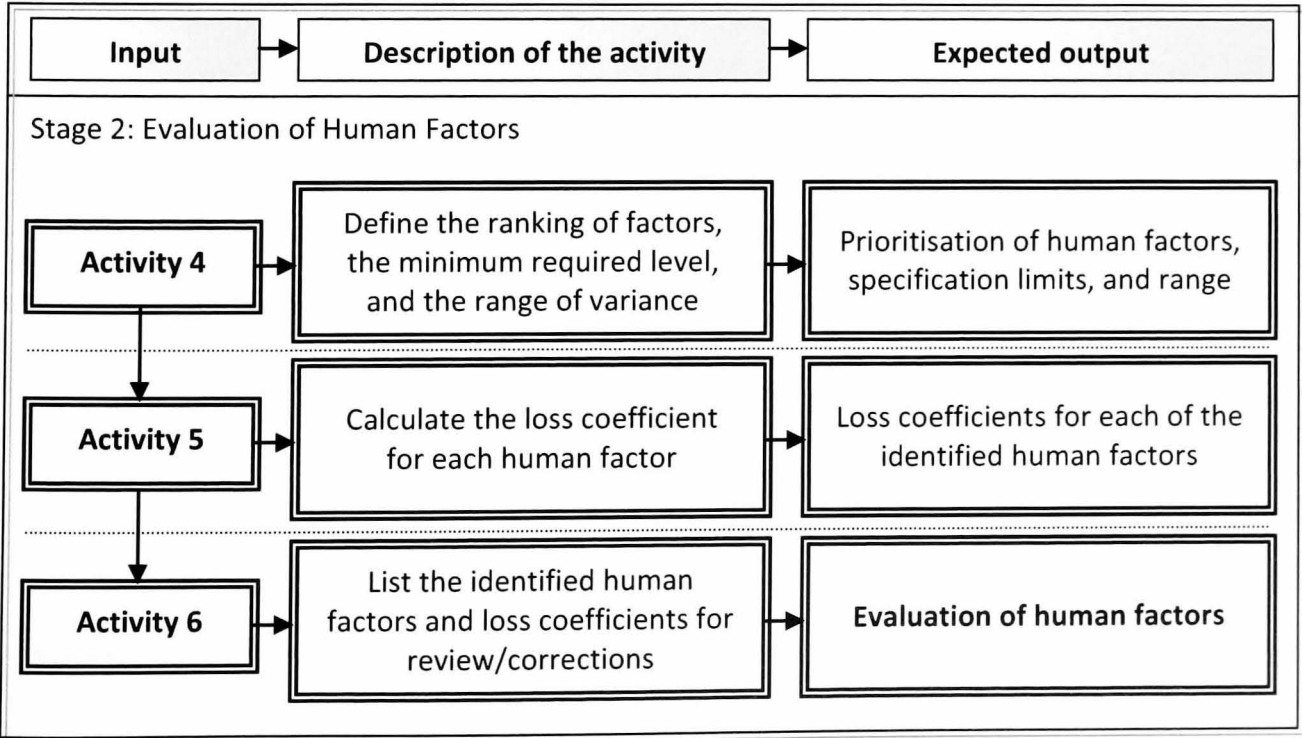 Input
Description of the activity
Expected output
Stage 2: Evaluation of Human Factors
Activity 4
Define the ranking of factors,
the minimum required level,
and the range of variance
Prioritisation of human factors,
specification limits, and range
Activity 5
Calculate the loss coefficient
for each human factor
Loss coefficients for each of the
identified human factors
Activity 6
List the identified human
factors and loss coefficients for
review/corrections
Evaluation of human factors